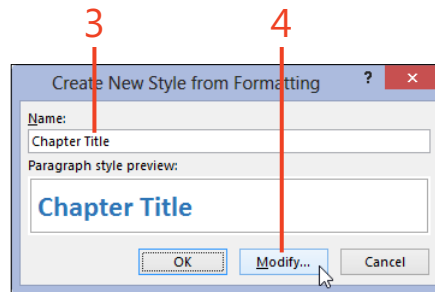 3 4
Create New Style from Formatting ? ×
Name:
Chapter Title
Paragraph style preview:
Chapter Title
OK Modify... Cancel